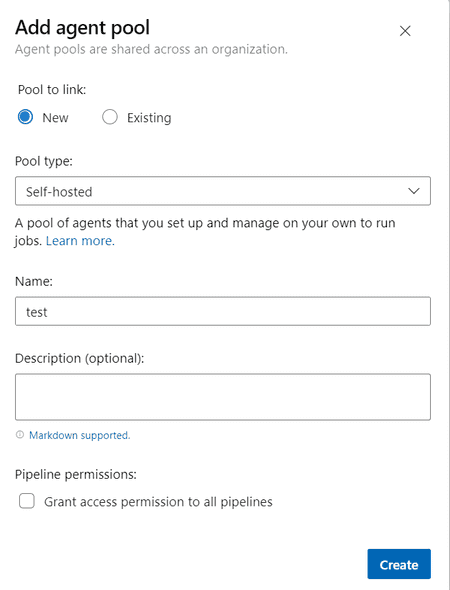 Add agent pool
Agent pools are shared across an organization.
Pool to link:
New
Existing
Pool type:
Self-hosted
A pool of agents that you set up and manage on your own to run
jobs. Learn more.
Name:
test
Description (optional):
Markdown supported.
Pipeline permissions:
Grant access permission to all pipelines
Create